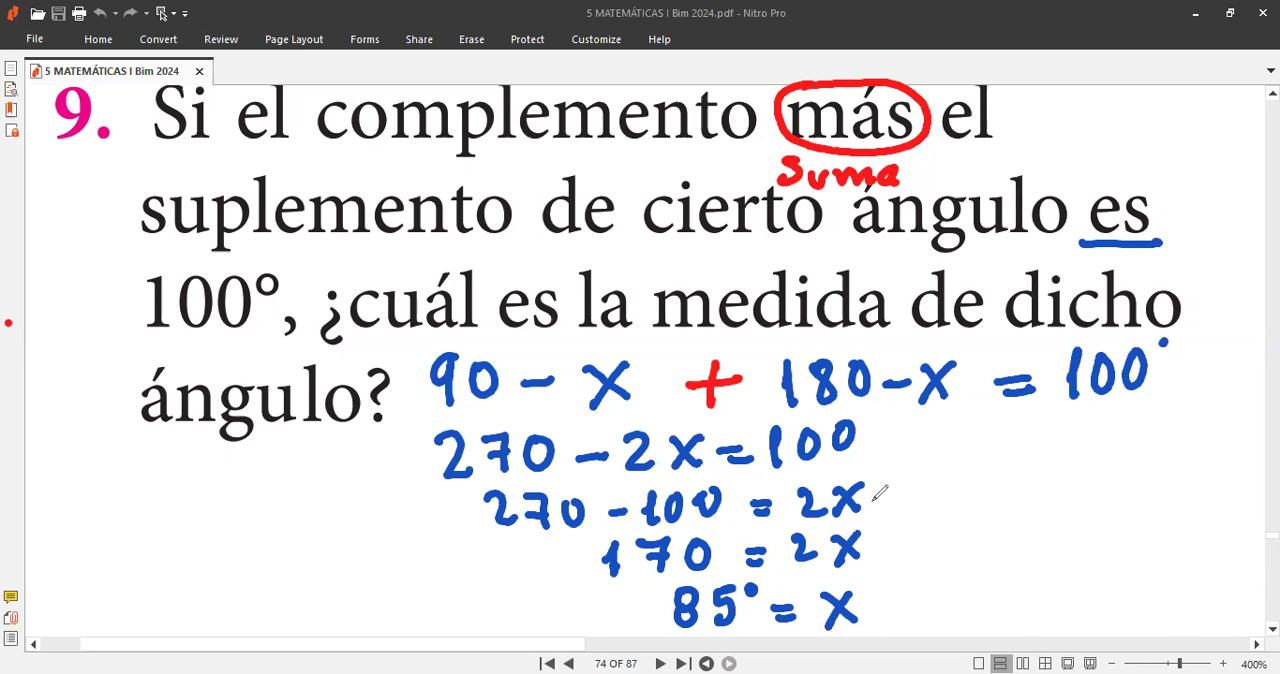 5 MATEMÁTICAS I Bim 2024.pdf - Nitro Pro
File Home Convert Review Page Layout Forms Share Erase Protect Customize Help
5 MATEMÁTICAS I Bim 2024
9. Si el complemento más el
suma
suplemento de cierto ángulo es
100°, ¿cuál es la medida de dicho
ángulo? 90 - x + 180 - x = 100°
270 - 2x = 100
270 - 100 = 2x
170 = 2x
85° = x
74 OF 87
400%